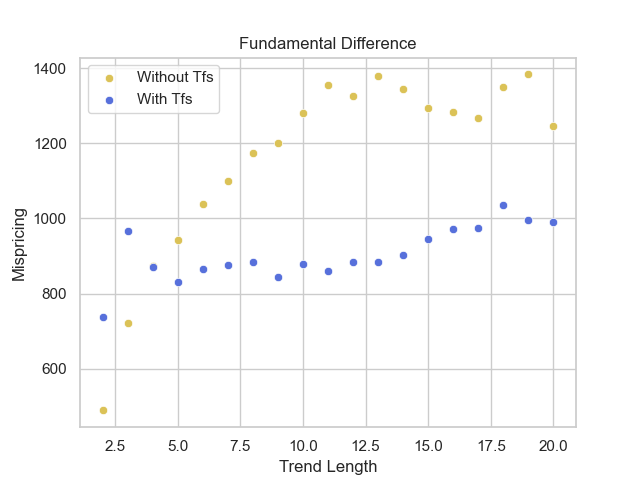 Fundamental Difference
Without Tfs
With Tfs
1400
1200
1000
800
600
Mispricing
2.5 5.0 7.5 10.0 12.5 15.0 17.5 20.0
Trend Length